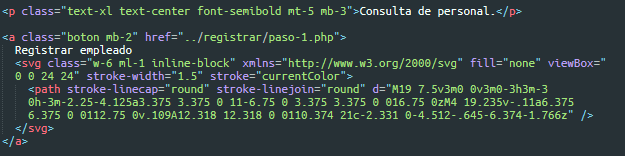 <p class="text-xl text-center font-semibold mt-5 mb-3">Consulta de personal.</p>
<a class="boton mb-2" href="../registrar/paso-1.php">
Registrar empleado
<svg class="w-6 ml-1 inline-block" xmlns="http://www.w3.org/2000/svg" fill="none" viewBox="
0 0 24 24" stroke-width="1.5" stroke="currentColor">
<path stroke-linecap="round" stroke-linejoin="round" d="M19 7.5v3m0 0v3m0-3h3m-3
0h-3m-2.25-4.125a3.375 3.375 0 11-6.75 0 3.375 3.375 0 016.75 0zM4 19.235v-.11a6.375
6.375 0 0112.75 0v.109A12.318 12.318 0 0110.374 21c-2.331 0-4.512-.645-6.374-1.766z" />
</svg>
</a>